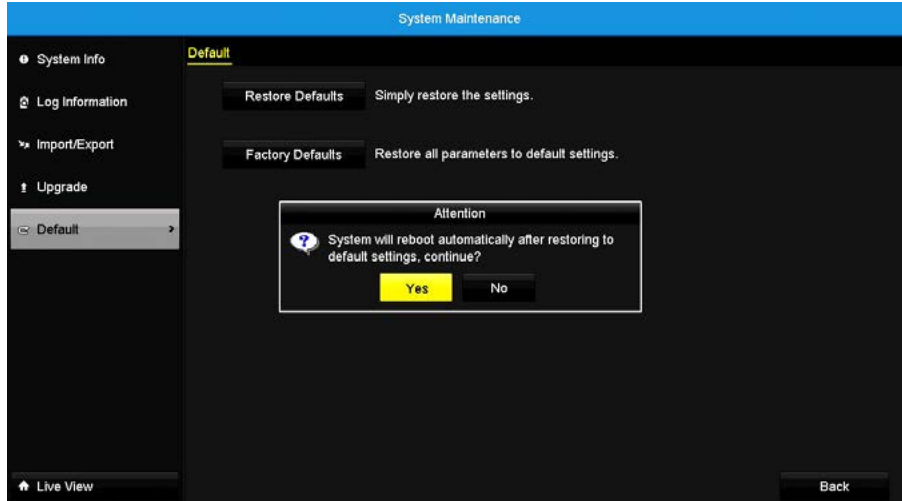 System Maintenance
System Info
Log Information
Import/Export
Upgrade
Default
Live View
Default
Restore Defaults Simply restore the settings.
Factory Defaults Restore all parameters to default settings.
Attention
System will reboot automatically after restoring to
default settings, continue?
Yes No
Back